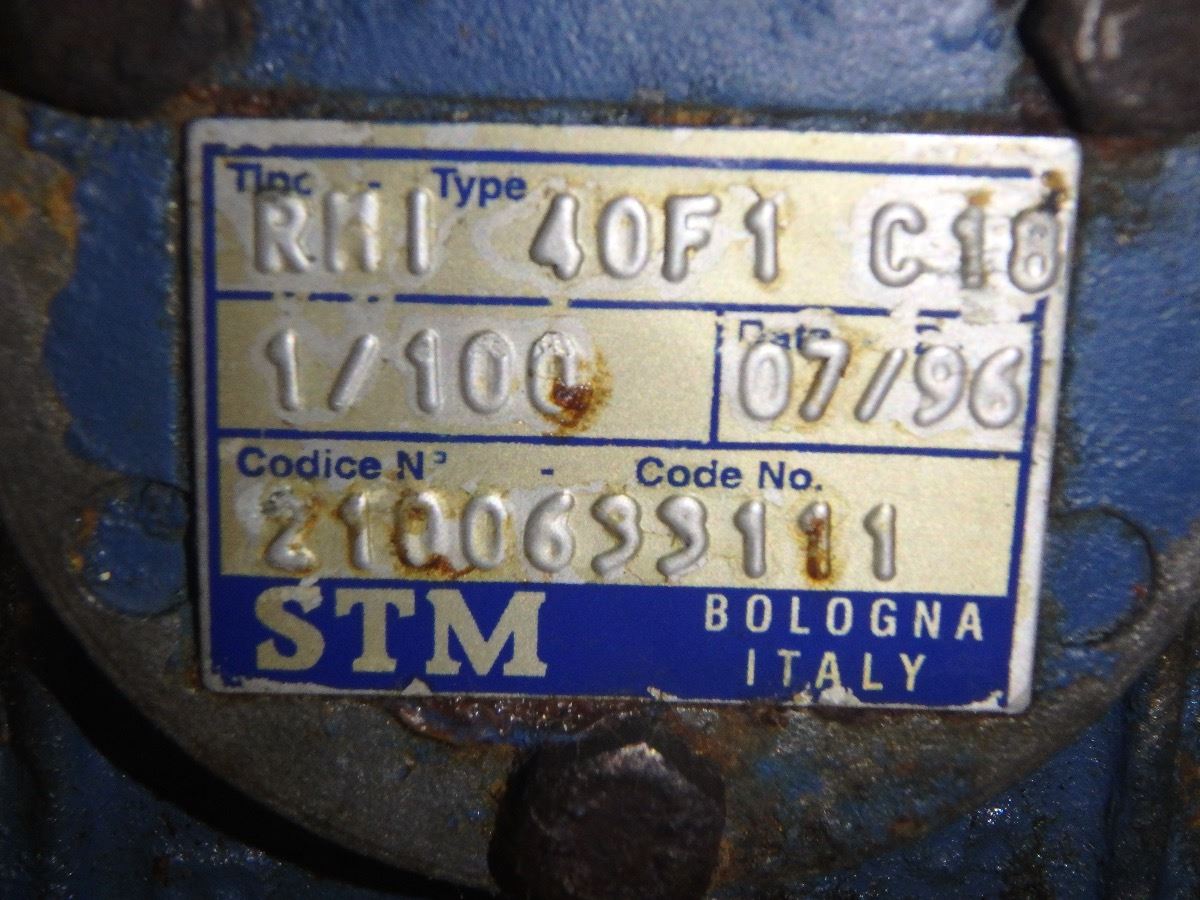 Tipo - Type
RMI 40F1 C18
Data
1/100 07/96
Codice N° - Code No.
2100633111
STM BOLOGNA
ITALY